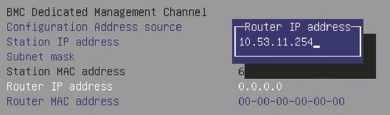 BMC Dedicated Management Channel
Configuration Address source
Station IP address
Subnet mask
Station MAC address 6
Router IP address 0.0.0.0
Router MAC address 00-00-00-00-00-00
Router IP address
10.53.11.254_